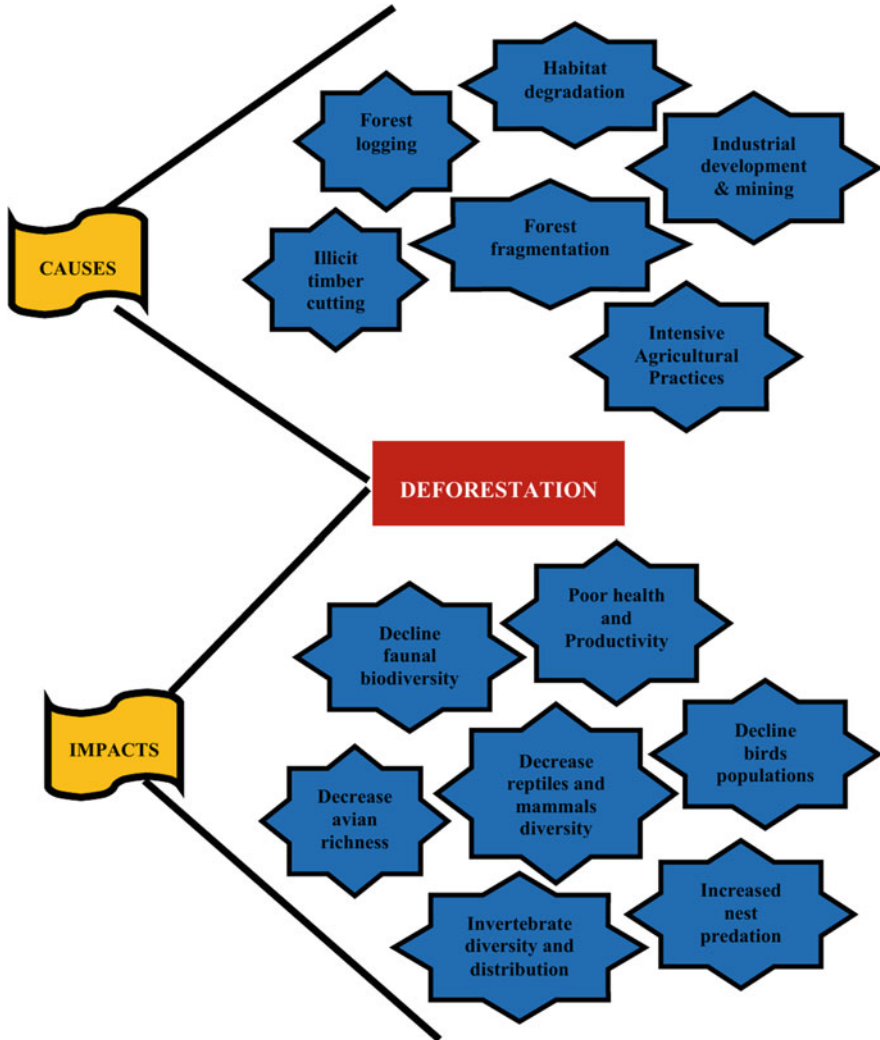 Habitat
degradation
Forest
logging
Industrial
development
& mining
Forest
fragmentation
Illicit
timber
cutting
CAUSES
Intensive
Agricultural
Practices
DEFORESTATION
Poor health
and
Productivity
Decline
faunal
biodiversity
IMPACTS
Decline
birds
populations
Decrease
reptiles and
mammals
diversity
Decrease
avian
richness
Increased
nest
predation
Invertebrate
diversity and
distribution